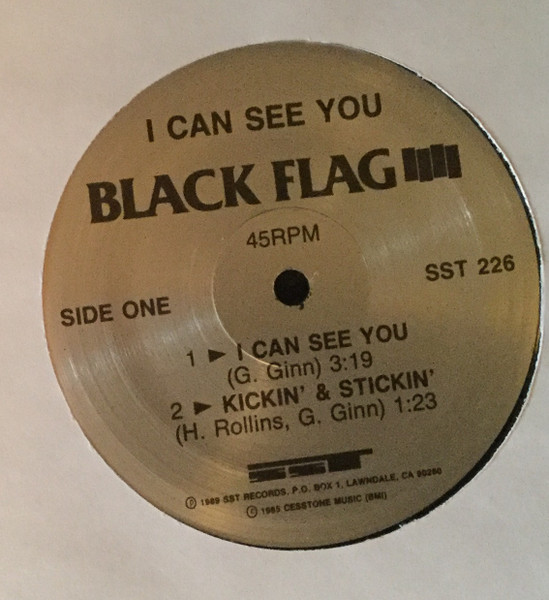 I CAN SEE YOU
BLACK FLAG
45RPM
SIDE ONE
SST 226
1 ► I CAN SEE YOU
(G. Ginn) 3:19
2 ► KICKIN' & STICKIN'
(H. Rollins, G. Ginn) 1:23
SST
Ⓟ 1989 SST RECORDS, P.O. BOX 1, LAWNDALE, CA 90260
© 1985 CESSTONE MUSIC (BMI)